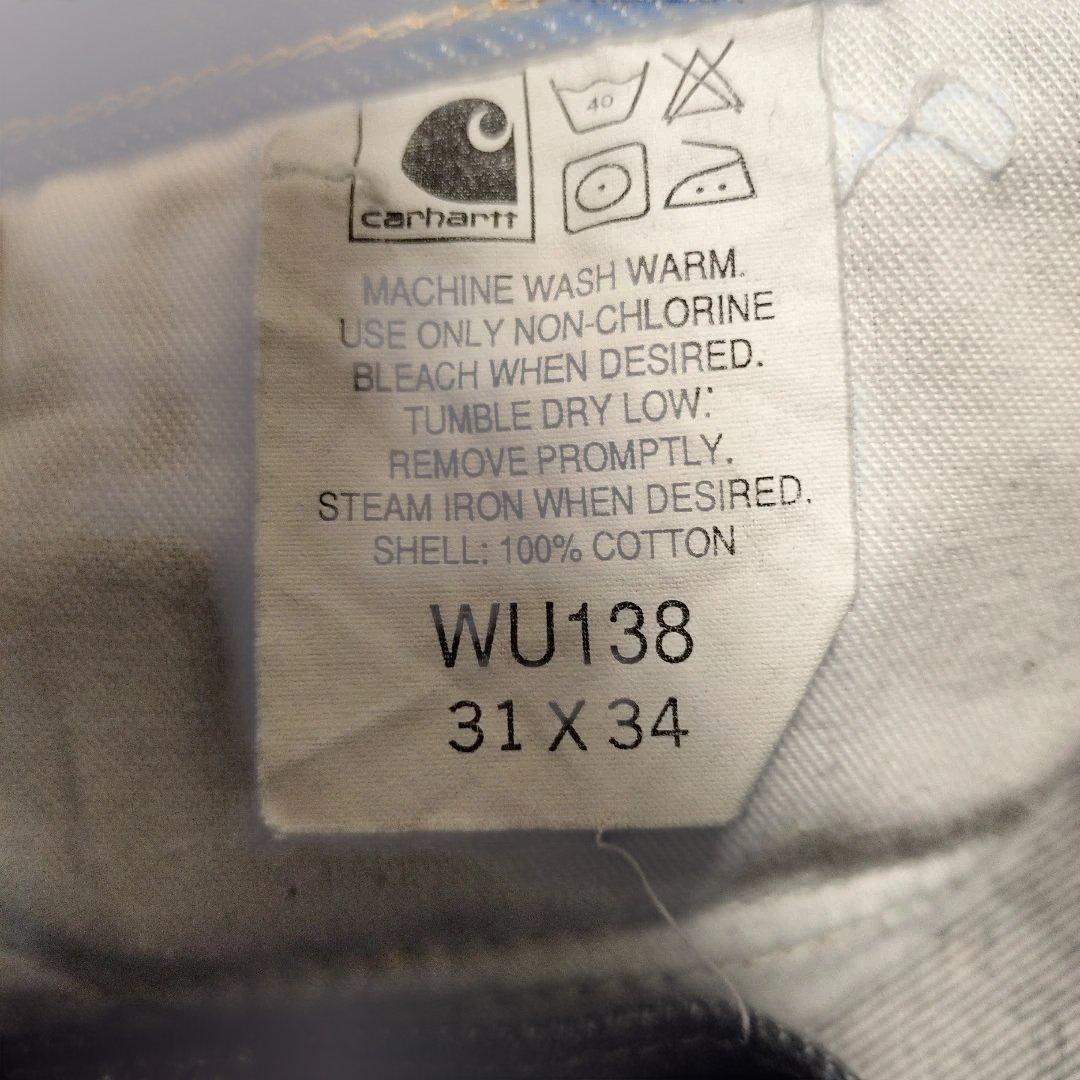 40
carhartt
MACHINE WASH WARM.
USE ONLY NON-CHLORINE
BLEACH WHEN DESIRED.
TUMBLE DRY LOW:
REMOVE PROMPTLY.
STEAM IRON WHEN DESIRED.
SHELL: 100% COTTON
WU138
31 X 34